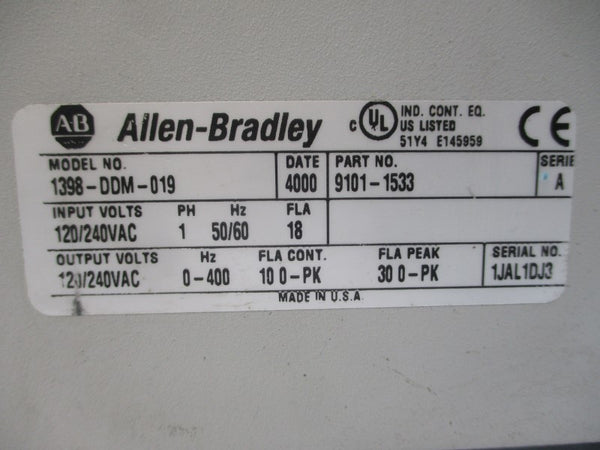 AB Allen-Bradley c UL IND. CONT. EQ. CE
US LISTED
51Y4 E145959
MODEL NO. DATE PART NO. SERIE
1398-DDM-019 4000 9101-1533 A
INPUT VOLTS PH Hz FLA
120/240VAC 1 50/60 18
OUTPUT VOLTS Hz FLA CONT. FLA PEAK SERIAL NO.
120/240VAC 0-400 10 0-PK 30 0-PK 1JAL1DJ3
MADE IN U.S.A.